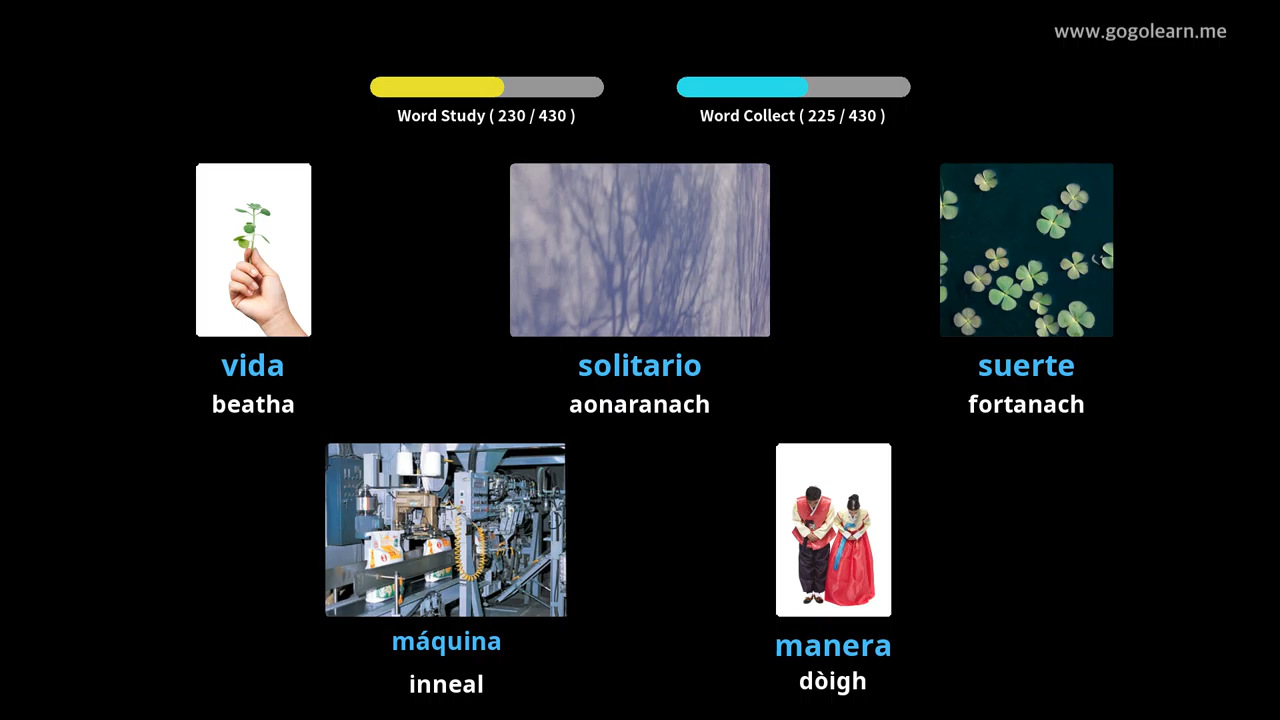 www.gogolearn.me
Word Study ( 230 / 430 )
Word Collect ( 225 / 430 )
vida
beatha
solitario
aonaranach
suerte
fortanach
máquina
inneal
manera
dòigh